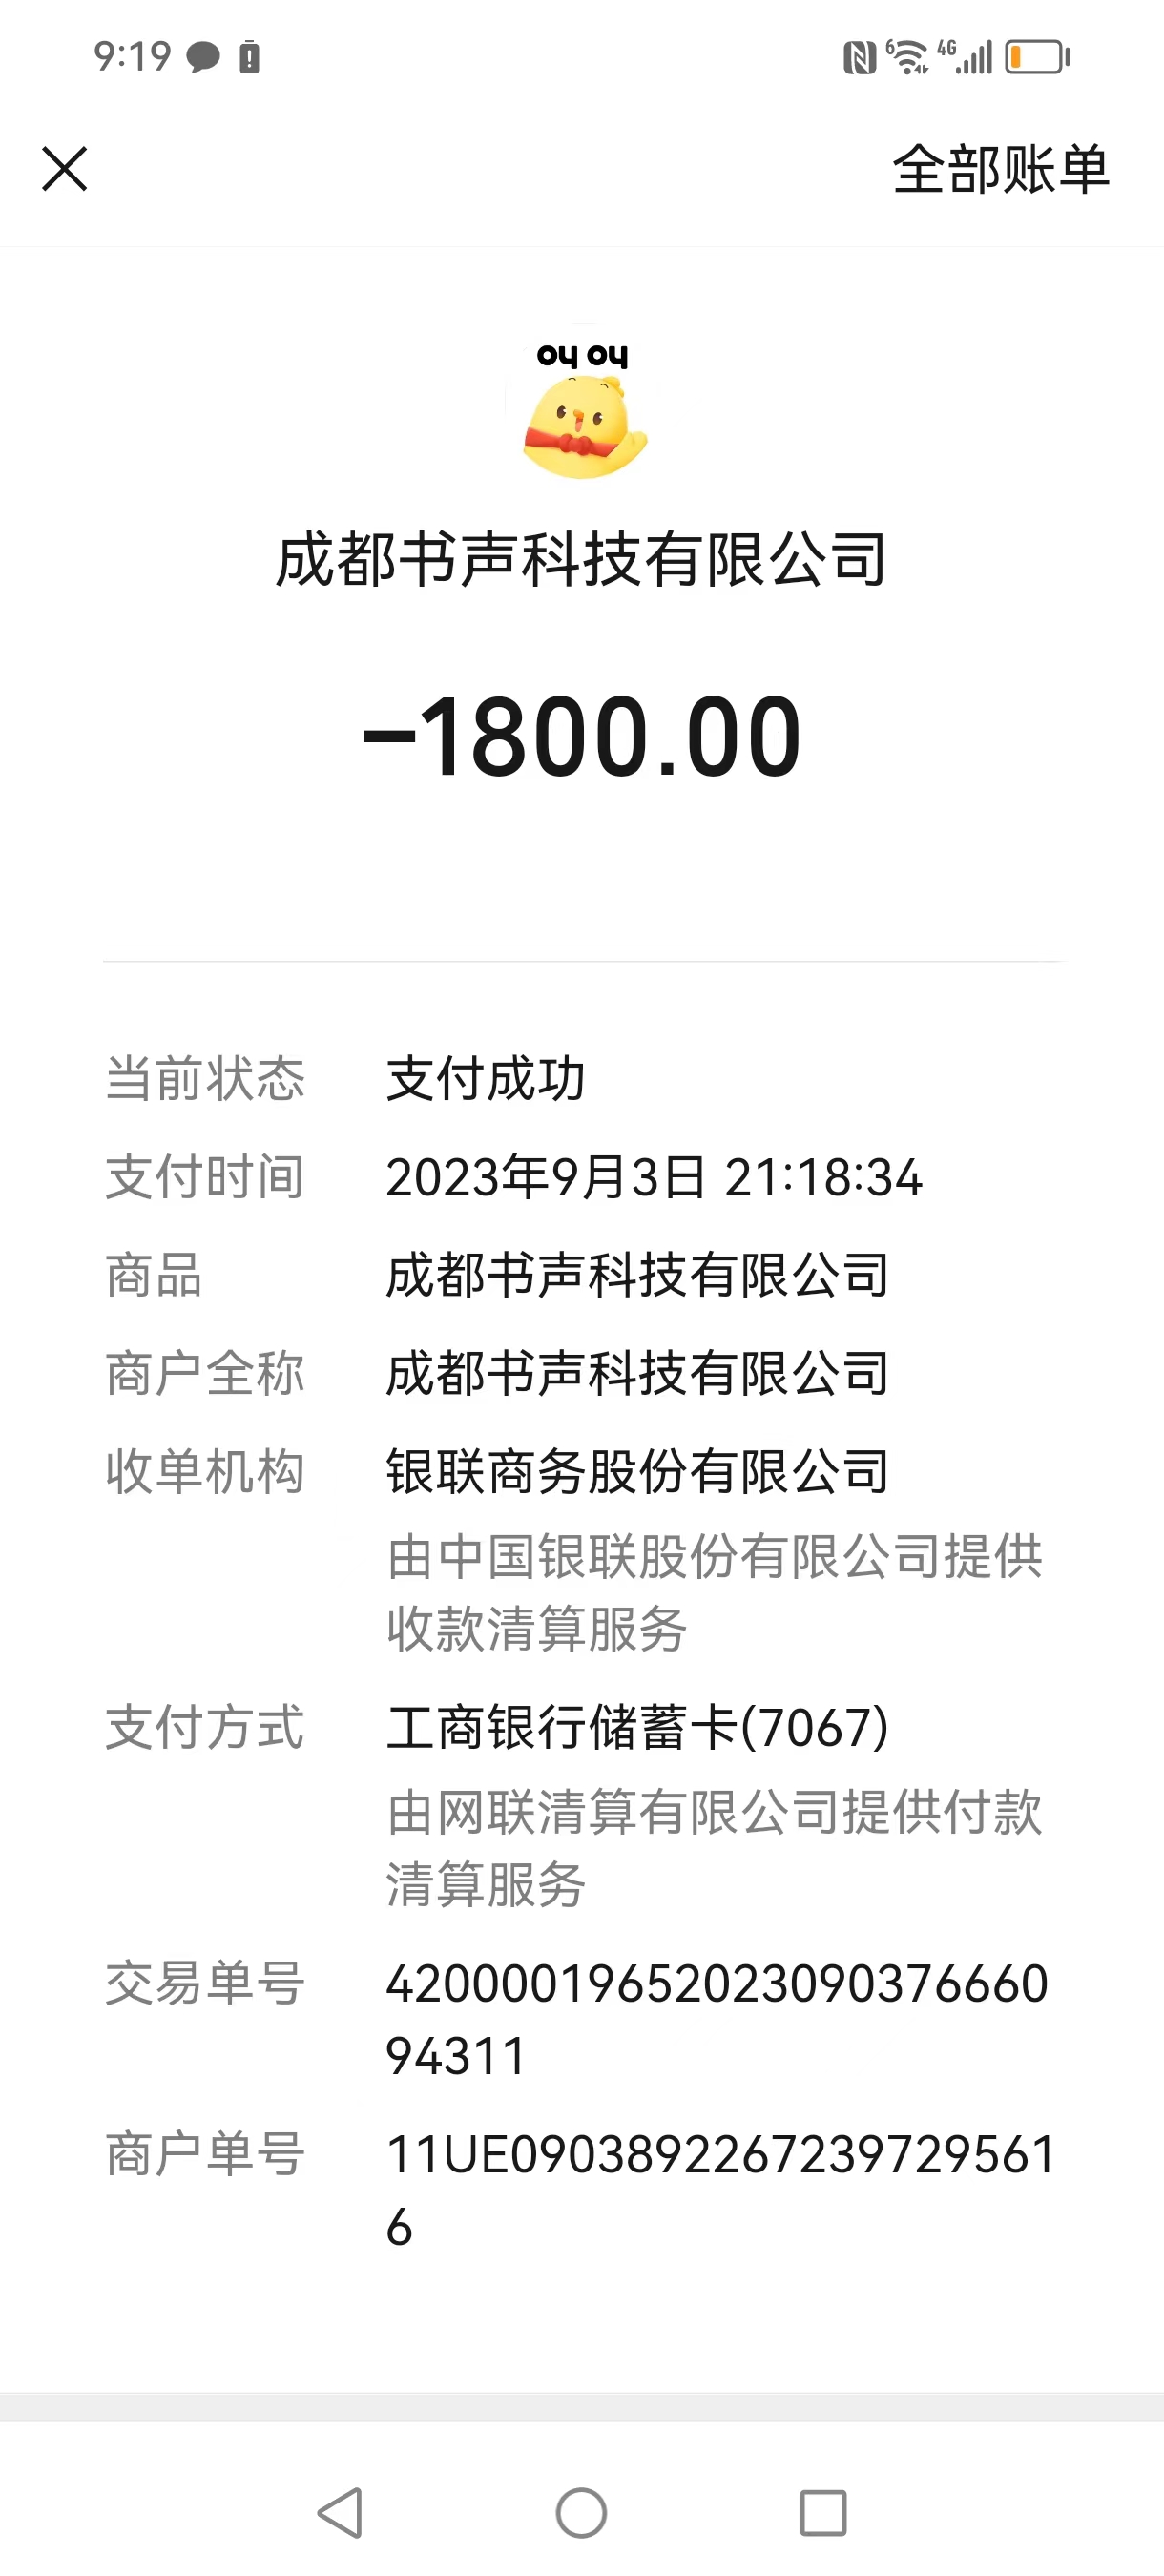 9:19
6 4G
全部账单
OY OY
成都书声科技有限公司
-1800.00
当前状态 支付成功
支付时间 2023年9月3日 21:18:34
商品 成都书声科技有限公司
商户全称 成都书声科技有限公司
收单机构 银联商务股份有限公司
由中国银联股份有限公司提供
收款清算服务
支付方式 工商银行储蓄卡(7067)
由网联清算有限公司提供付款
清算服务
交易单号 42000019652023090376660
94311
商户单号 11UE0903892267239729561
6